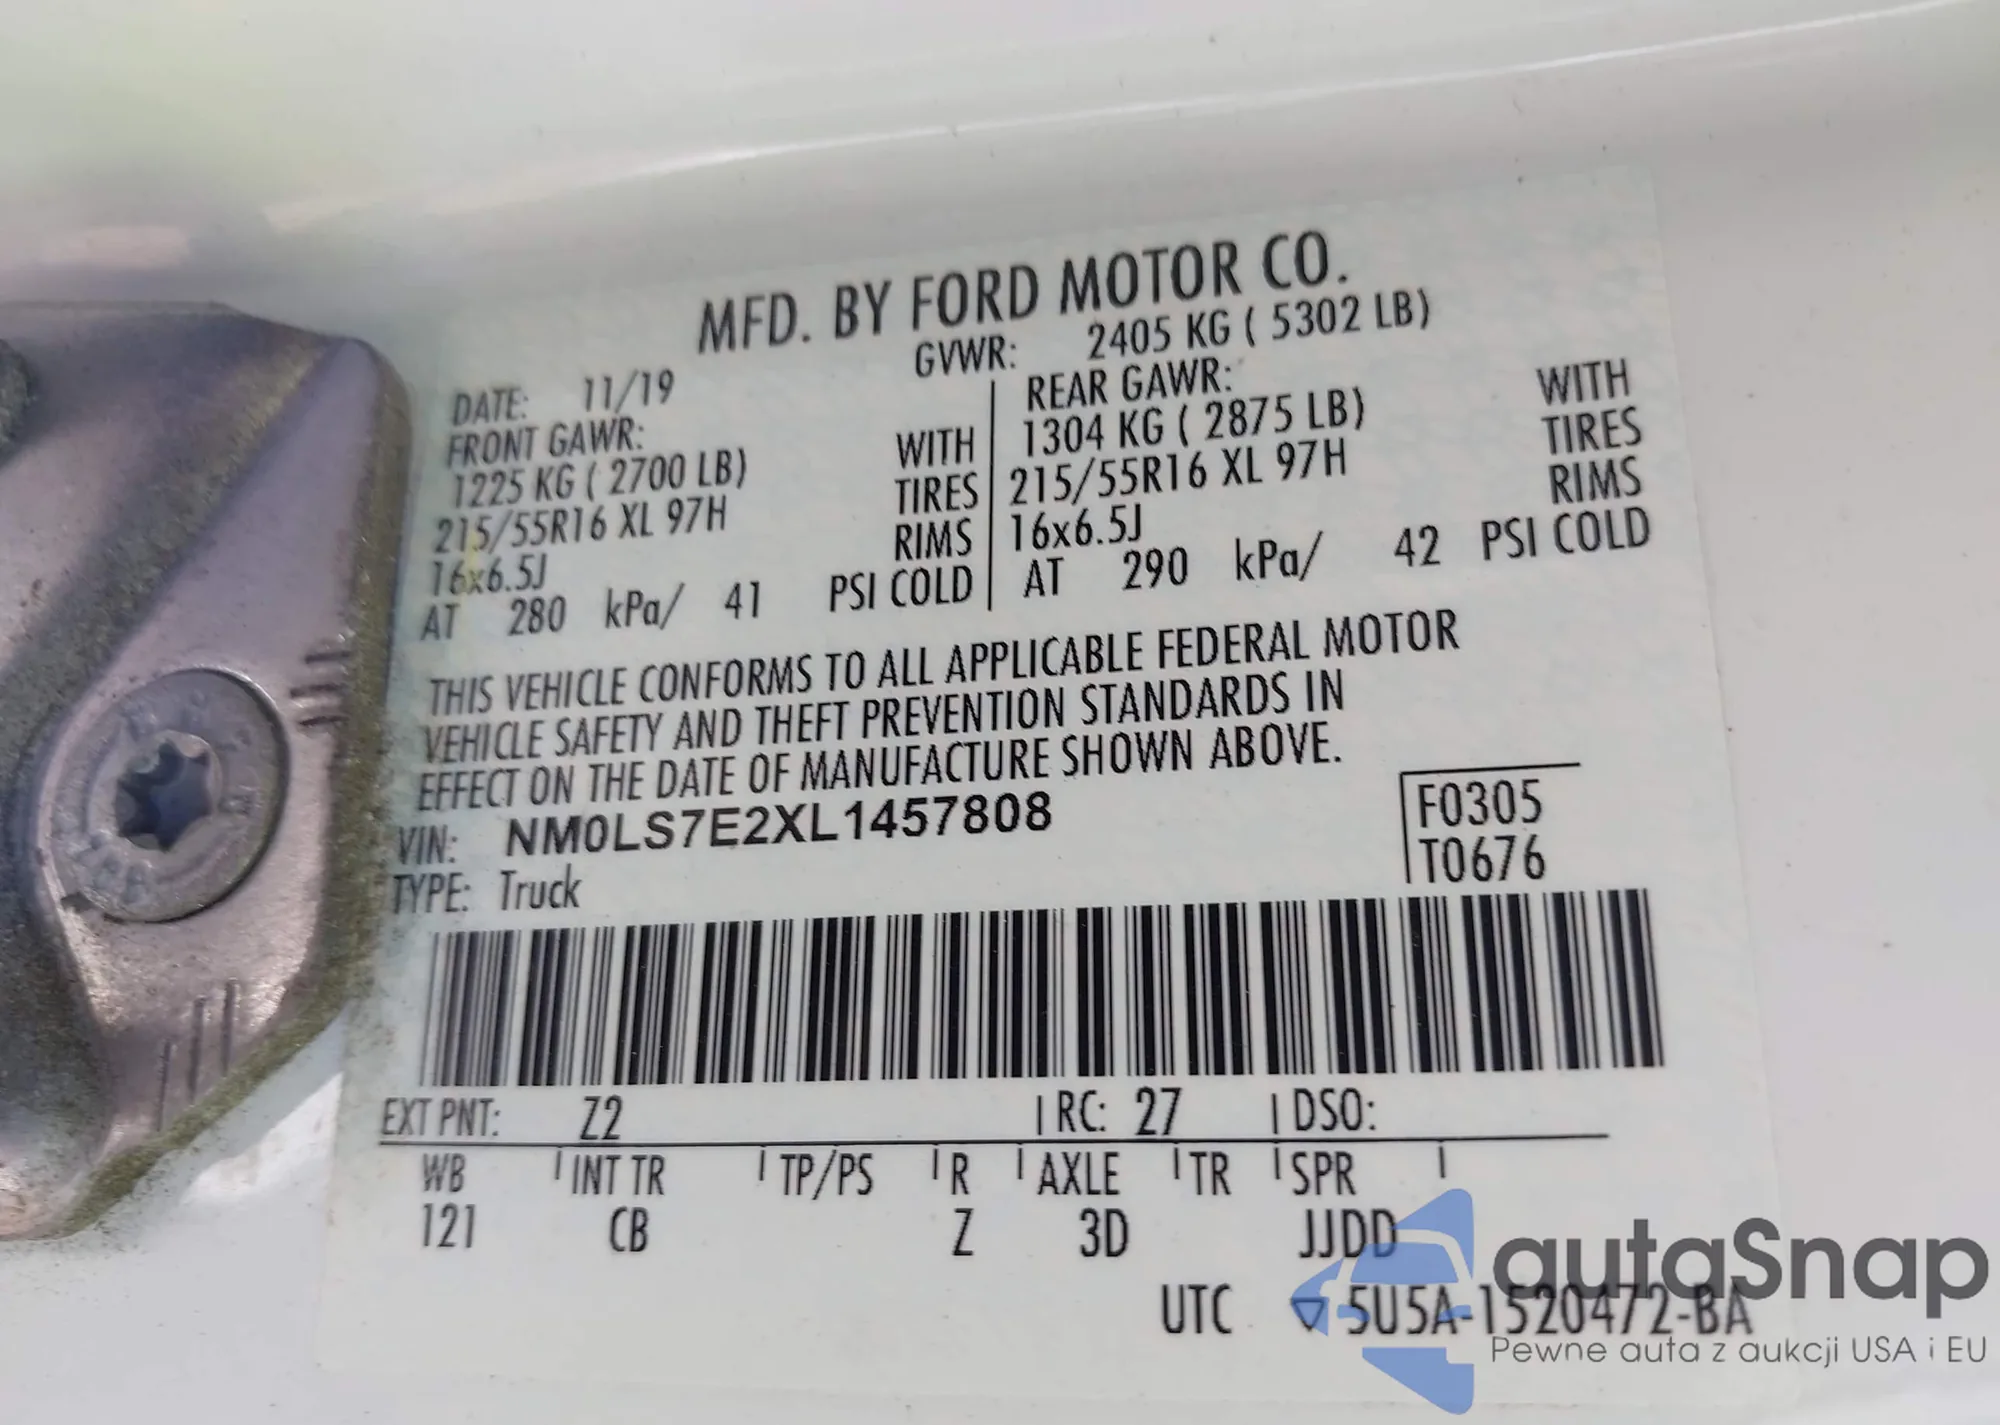 MFD. BY FORD MOTOR CO.
DATE: 11/19 GVWR: 2405 KG ( 5302 LB)
FRONT GAWR: REAR GAWR:
1225 KG ( 2700 LB) WITH 1304 KG ( 2875 LB) WITH
215/55R16 XL 97H TIRES 215/55R16 XL 97H TIRES
16x6.5J RIMS 16x6.5J RIMS
AT 280 kPa/ 41 PSI COLD AT 290 kPa/ 42 PSI COLD
THIS VEHICLE CONFORMS TO ALL APPLICABLE FEDERAL MOTOR
VEHICLE SAFETY AND THEFT PREVENTION STANDARDS IN
EFFECT ON THE DATE OF MANUFACTURE SHOWN ABOVE.
VIN: NM0LS7E2XL1457808 F0305
TYPE: Truck T0676
EXT PNT: Z2 RC: 27 DSO:
WB INT TR TP/PS R AXLE TR SPR
121 CB Z 3D JJDD
UTC 5U5A-1520472-BA
autaSnap
Pewne auta z aukcji USA i EU